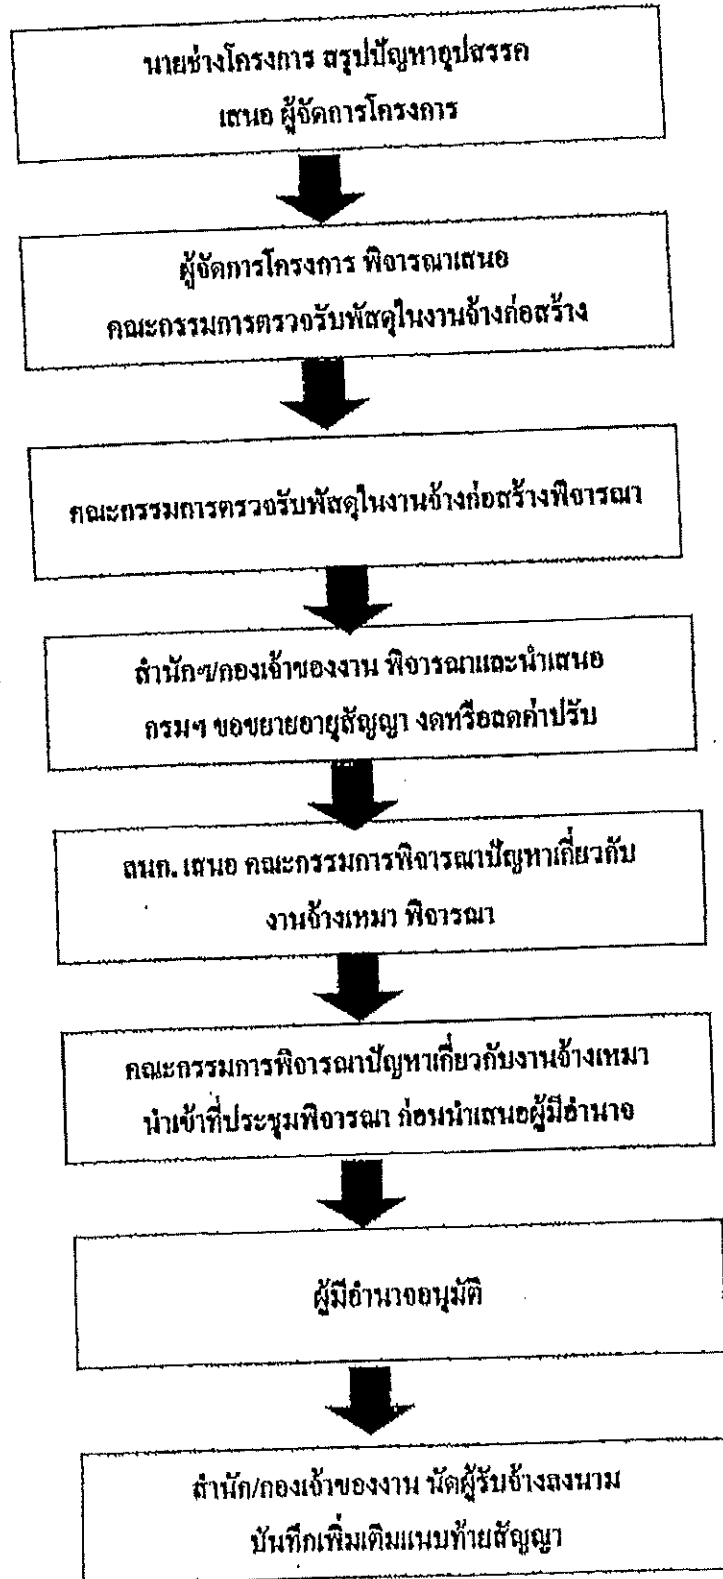 นายช่างโครงการ สรุปปัญหาอุปสรรค
เสนอ ผู้จัดการโครงการ
ผู้จัดการโครงการ พิจารณาเสนอ
คณะกรรมการตรวจรับพัสดุในงานจ้างก่อสร้าง
คณะกรรมการตรวจรับพัสดุในงานจ้างก่อสร้างพิจารณา
สำนักฯ/กองเจ้าของงาน พิจารณาและนำเสนอ
กรมฯ ขอขยายอายุสัญญา งดหรือลดค่าปรับ
สนก. เสนอ คณะกรรมการพิจารณาปัญหาเกี่ยวกับ
งานจ้างเหมา พิจารณา
คณะกรรมการพิจารณาปัญหาเกี่ยวกับงานจ้างเหมา
นำเข้าที่ประชุมพิจารณา ก่อนนำเสนอผู้มีอำนาจ
ผู้มีอำนาจอนุมัติ
สำนัก/กองเจ้าของงาน นัดผู้รับจ้างลงนาม
บันทึกเพิ่มเติมแนบท้ายสัญญา